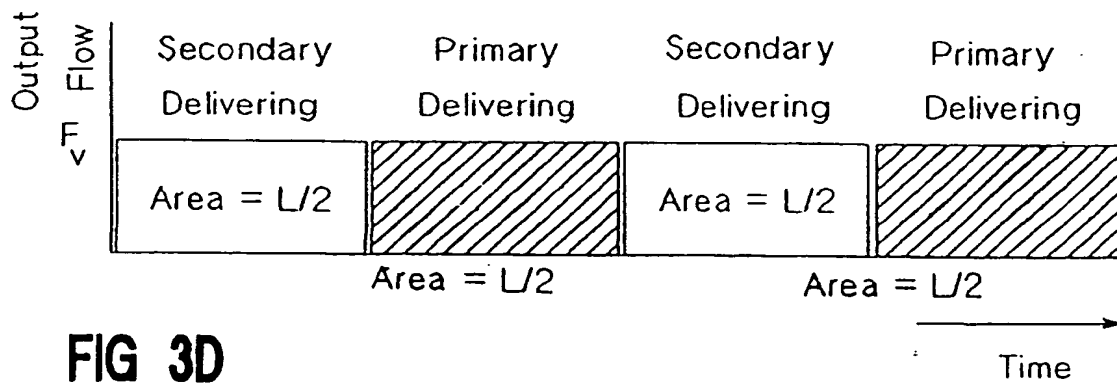 Output
Flow
F
Secondary Delivering
Primary Delivering
Secondary Delivering
Primary Delivering
Area = L/2
Area = L/2
Area = L/2
Area = L/2
Time
FIG 3D